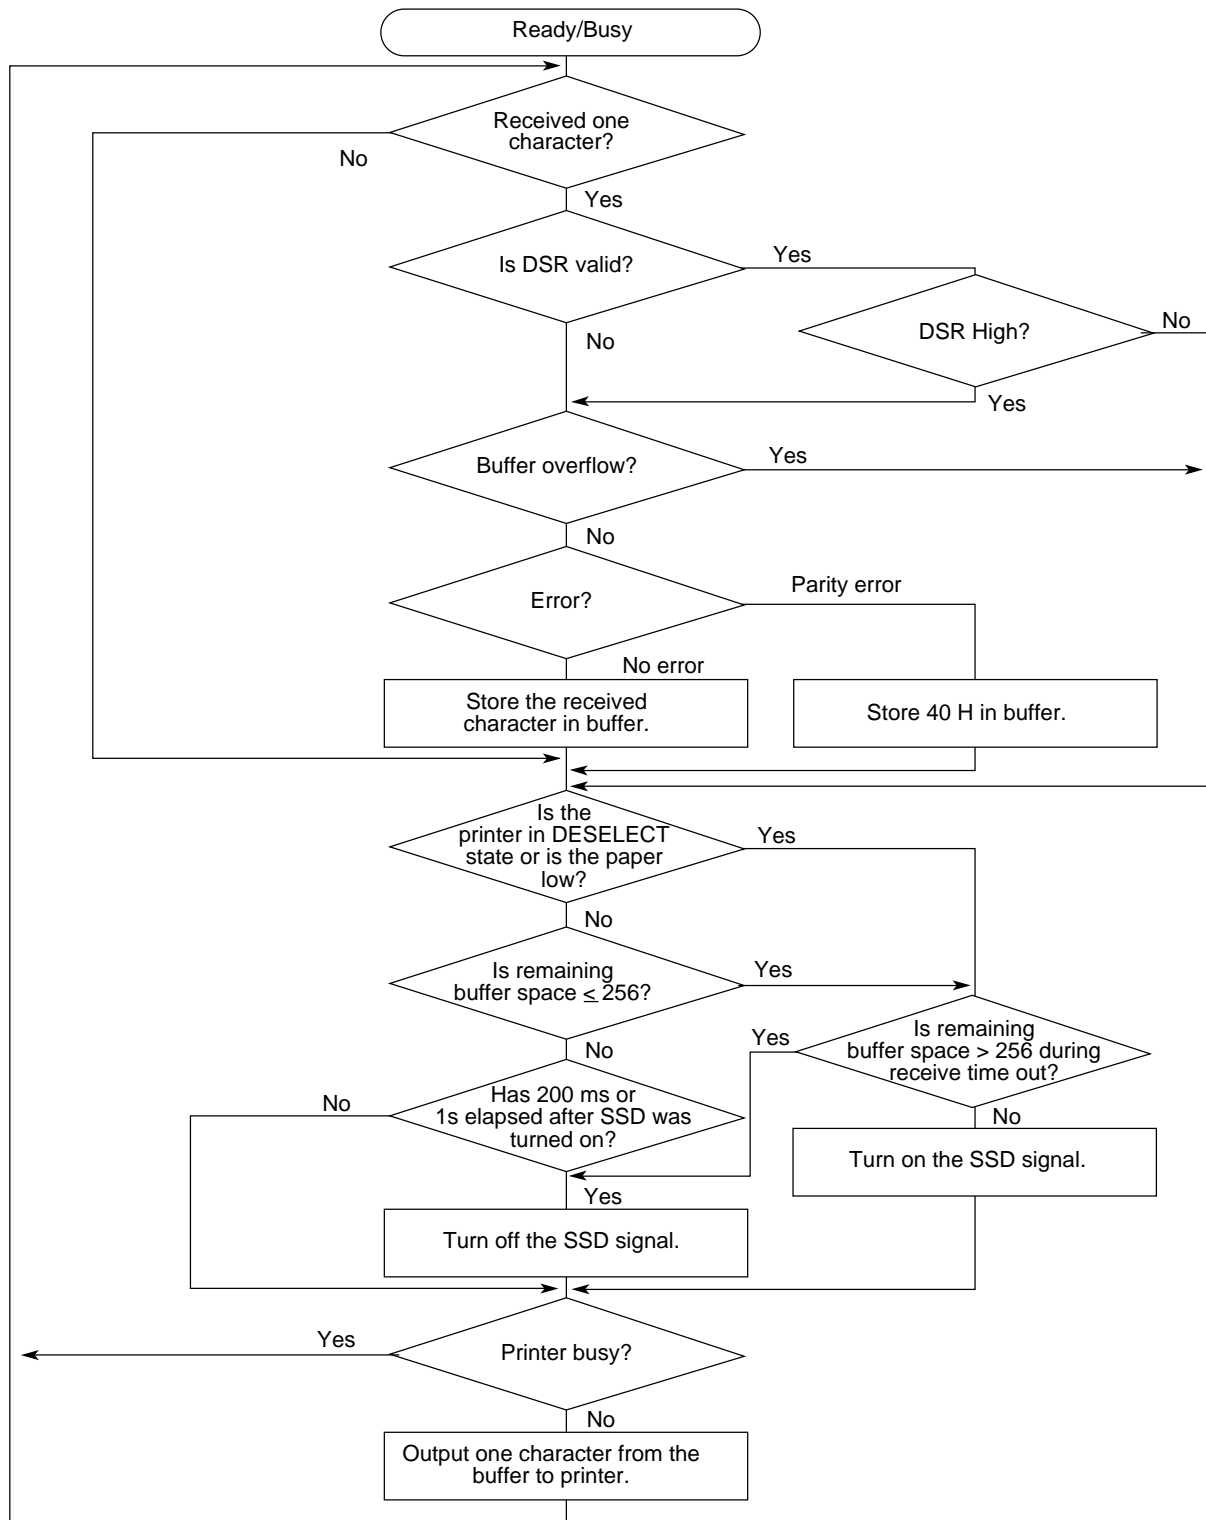 Ready/Busy
Received one
character?
No
Yes
Is DSR valid?
Yes
No
DSR High?
No
Yes
Buffer overflow?
Yes
No
Error?
Parity error
No error
Store the received
character in buffer.
Store 40 H in buffer.
Is the
printer in DESELECT
state or is the paper
low?
Yes
No
Is remaining
buffer space ≤ 256?
Yes
No
Is remaining
buffer space > 256 during
receive time out?
Yes
No
Has 200 ms or
1s elapsed after SSD was
turned on?
No
Yes
Turn on the SSD signal.
Turn off the SSD signal.
Printer busy?
Yes
No
Output one character from the
buffer to printer.